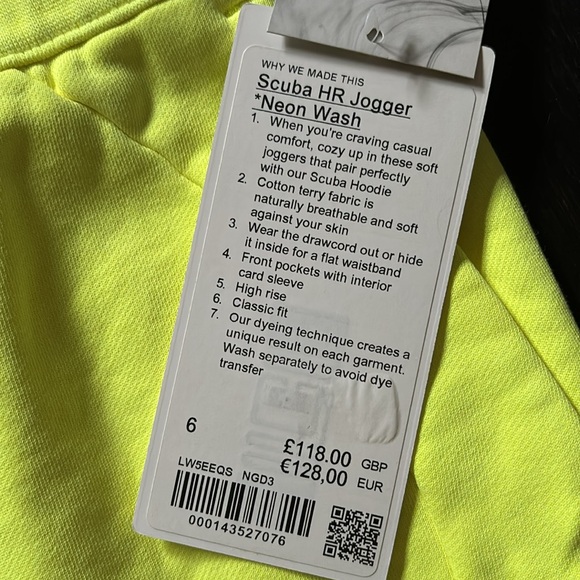 WHY WE MADE THIS
Scuba HR Jogger
*Neon Wash
1. When you're craving casual
comfort, cozy up in these soft
joggers that pair perfectly
with our Scuba Hoodie
2. Cotton terry fabric is
naturally breathable and soft
against your skin
3. Wear the drawcord out or hide
it inside for a flat waistband
4. Front pockets with interior
card sleeve
5. High rise
6. Classic fit
7. Our dyeing technique creates a
unique result on each garment.
Wash separately to avoid dye
transfer
6
£118.00 GBP
€128,00 EUR
LW5EEQS NGD3
000143527076